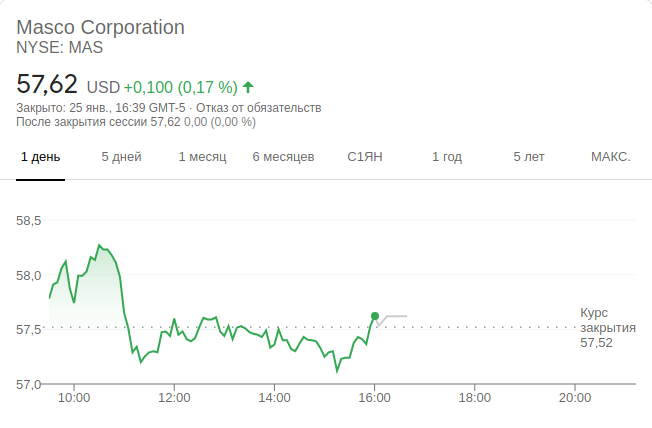 Masco Corporation
NYSE: MAS
57,62 USD +0,100 (0,17 %)
Закрыто: 25 янв., 16:39 GMT-5 · Отказ от обязательств
После закрытия сессии 57,62 0,00 (0,00 %)
1 день 5 дней 1 месяц 6 месяцев С1ЯН 1 год 5 лет МАКС.
58,5
58,0
57,5
57,0
Курс
закрытия
57,52
10:00 12:00 14:00 16:00 18:00 20:00